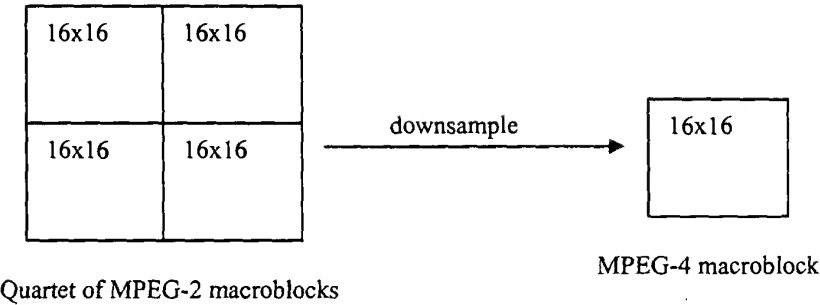 16x16 16x16
downsample
16x16
16x16 16x16
MPEG-4 macroblock
Quartet of MPEG-2 macroblocks